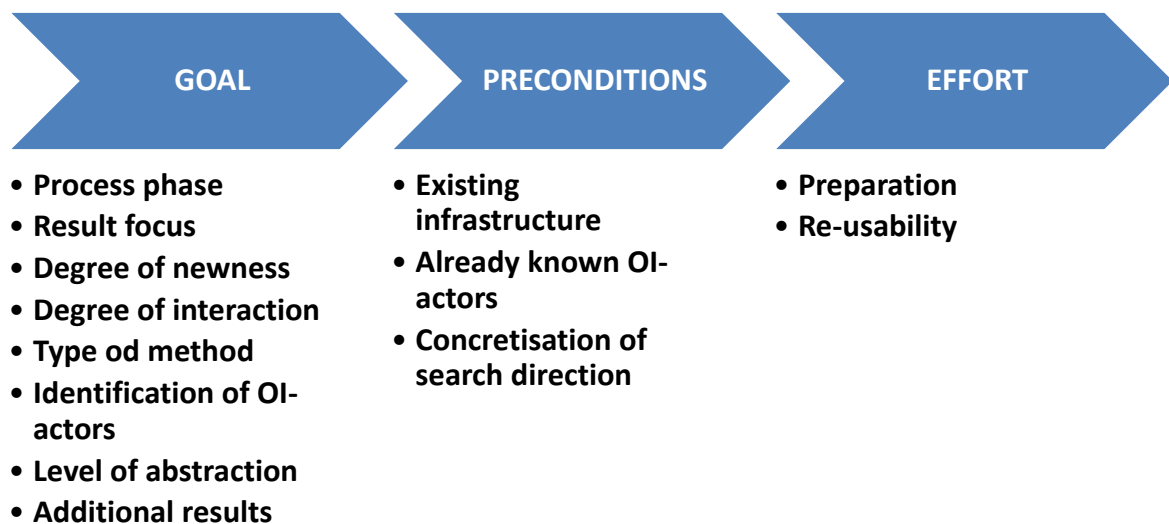 GOAL
• Process phase
• Result focus
• Degree of newness
• Degree of interaction
• Type od method
• Identification of OI-
actors
• Level of abstraction
• Additional results
PRECONDITIONS
• Existing
infrastructure
• Already known OI-
actors
• Concretisation of
search direction
EFFORT
• Preparation
• Re-usability